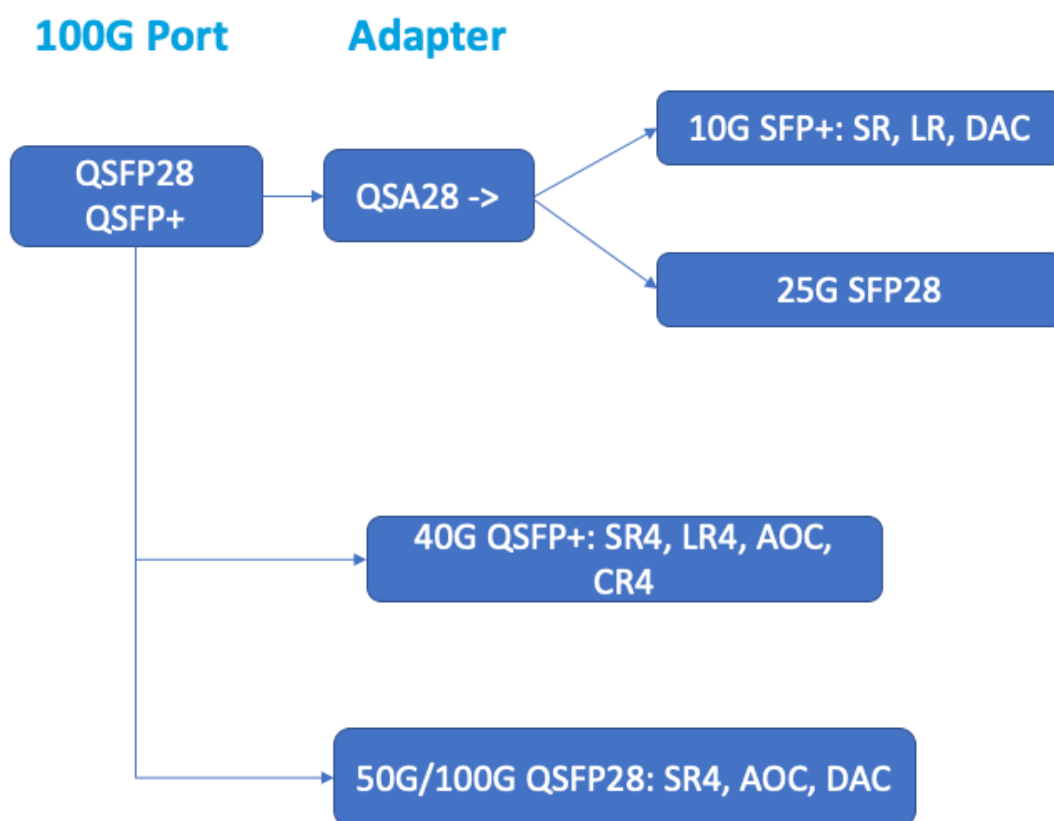 100G Port
Adapter
QSFP28
QSFP+
QSA28 ->
10G SFP+: SR, LR, DAC
25G SFP28
40G QSFP+: SR4, LR4, AOC,
CR4
50G/100G QSFP28: SR4, AOC, DAC